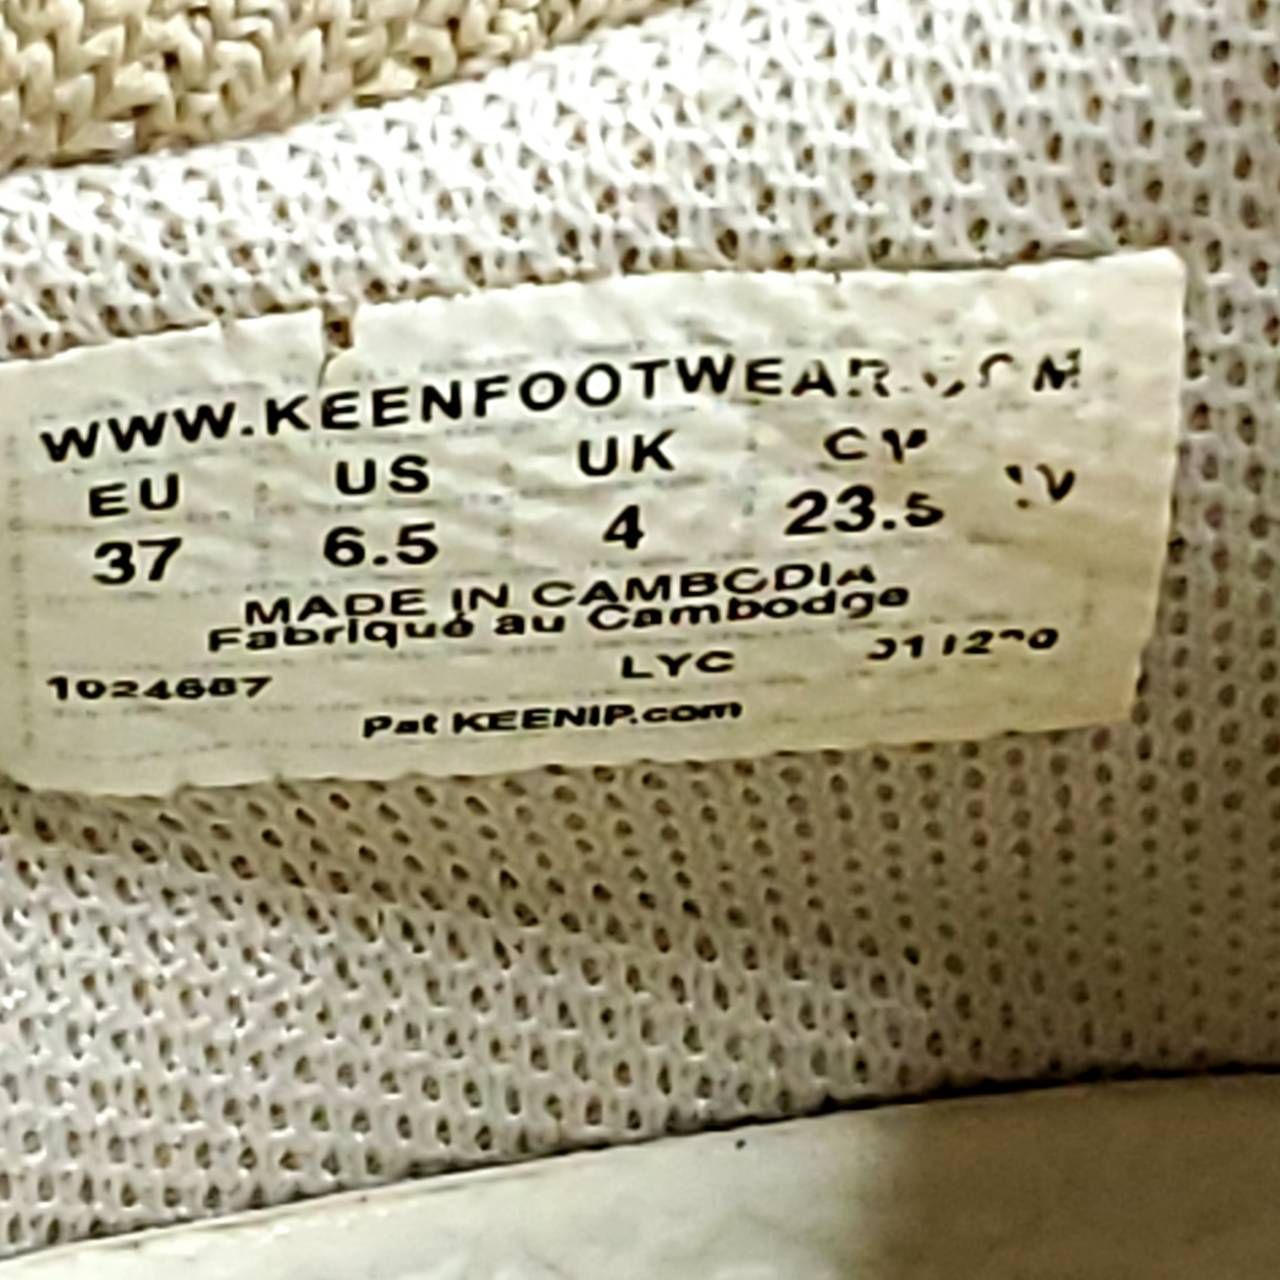 WWW.KEENFOOTWEAR.COM
EU US UK CM
37 6.5 4 23.5
MADE IN CAMBODIA
Fabriqué au Cambodge
LYC
Pat KEENIP.com